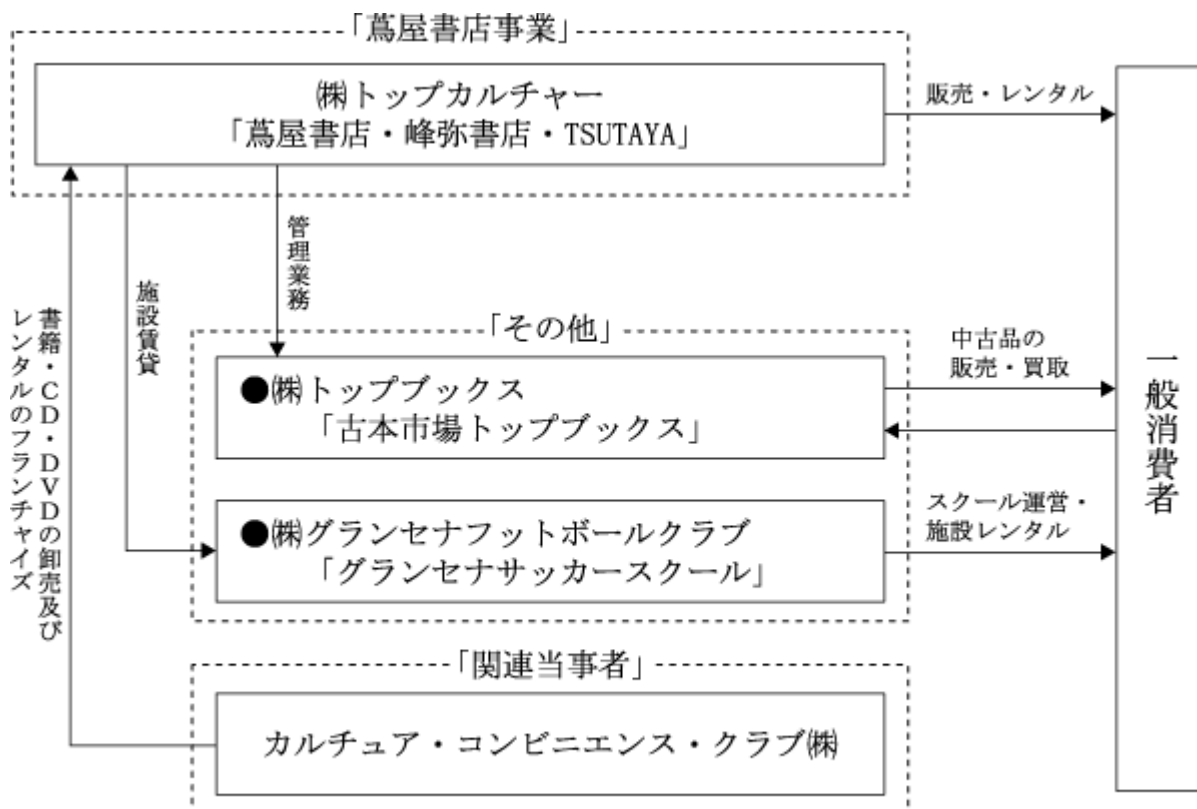 「蔦屋書店事業」
㈱トップカルチャー
「蔦屋書店・峰弥書店・TSUTAYA」
販売・レンタル
管理業務
施設賃貸
書籍・CD・DVDの卸売及び
レンタルのフランチャイズ
「その他」
●㈱トップブックス
「古本市場トップブックス」
中古品の
販売・買取
●㈱グランセナフットボールクラブ
「グランセナサッカースクール」
スクール運営・
施設レンタル
一般消費者
「関連当事者」
カルチュア・コンビニエンス・クラブ㈱